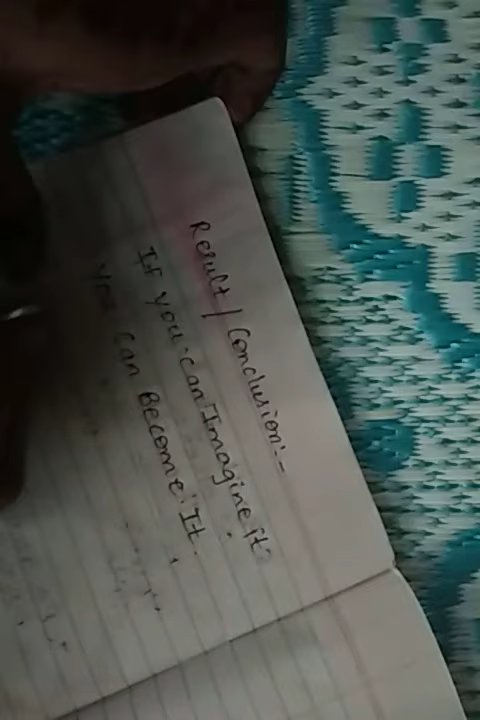 Result / Conclusion:-
If you can Imagine it
You Can Become It.